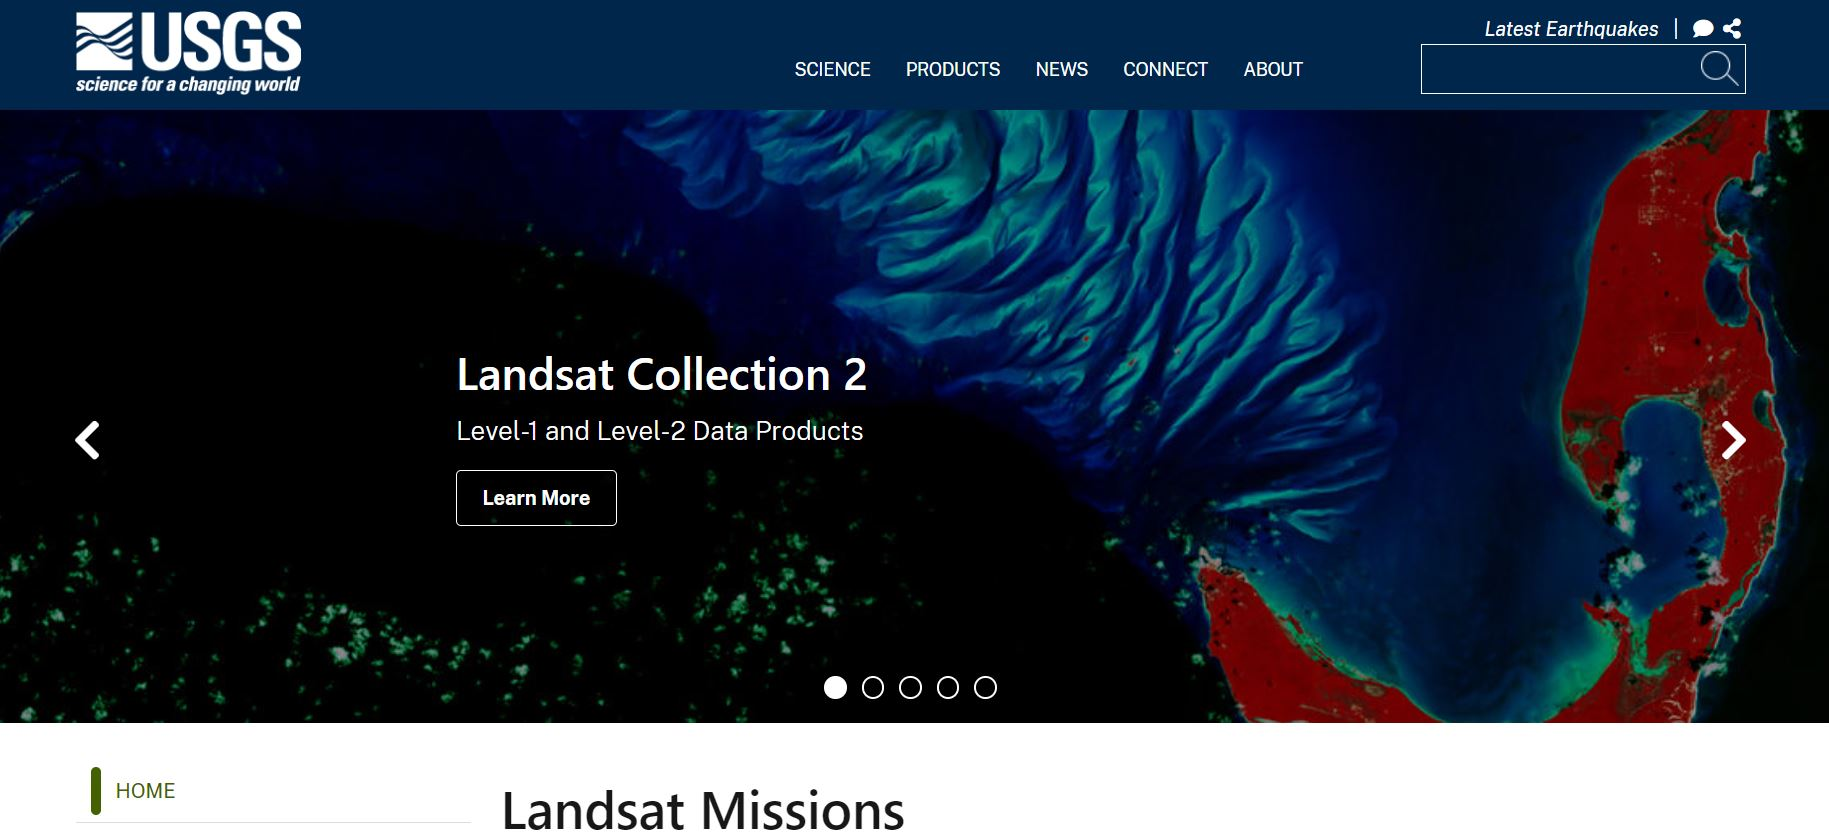 USGS
science for a changing world
Latest Earthquakes
SCIENCE PRODUCTS NEWS CONNECT ABOUT
Landsat Collection 2
Level-1 and Level-2 Data Products
Learn More
HOME
Landsat Missions